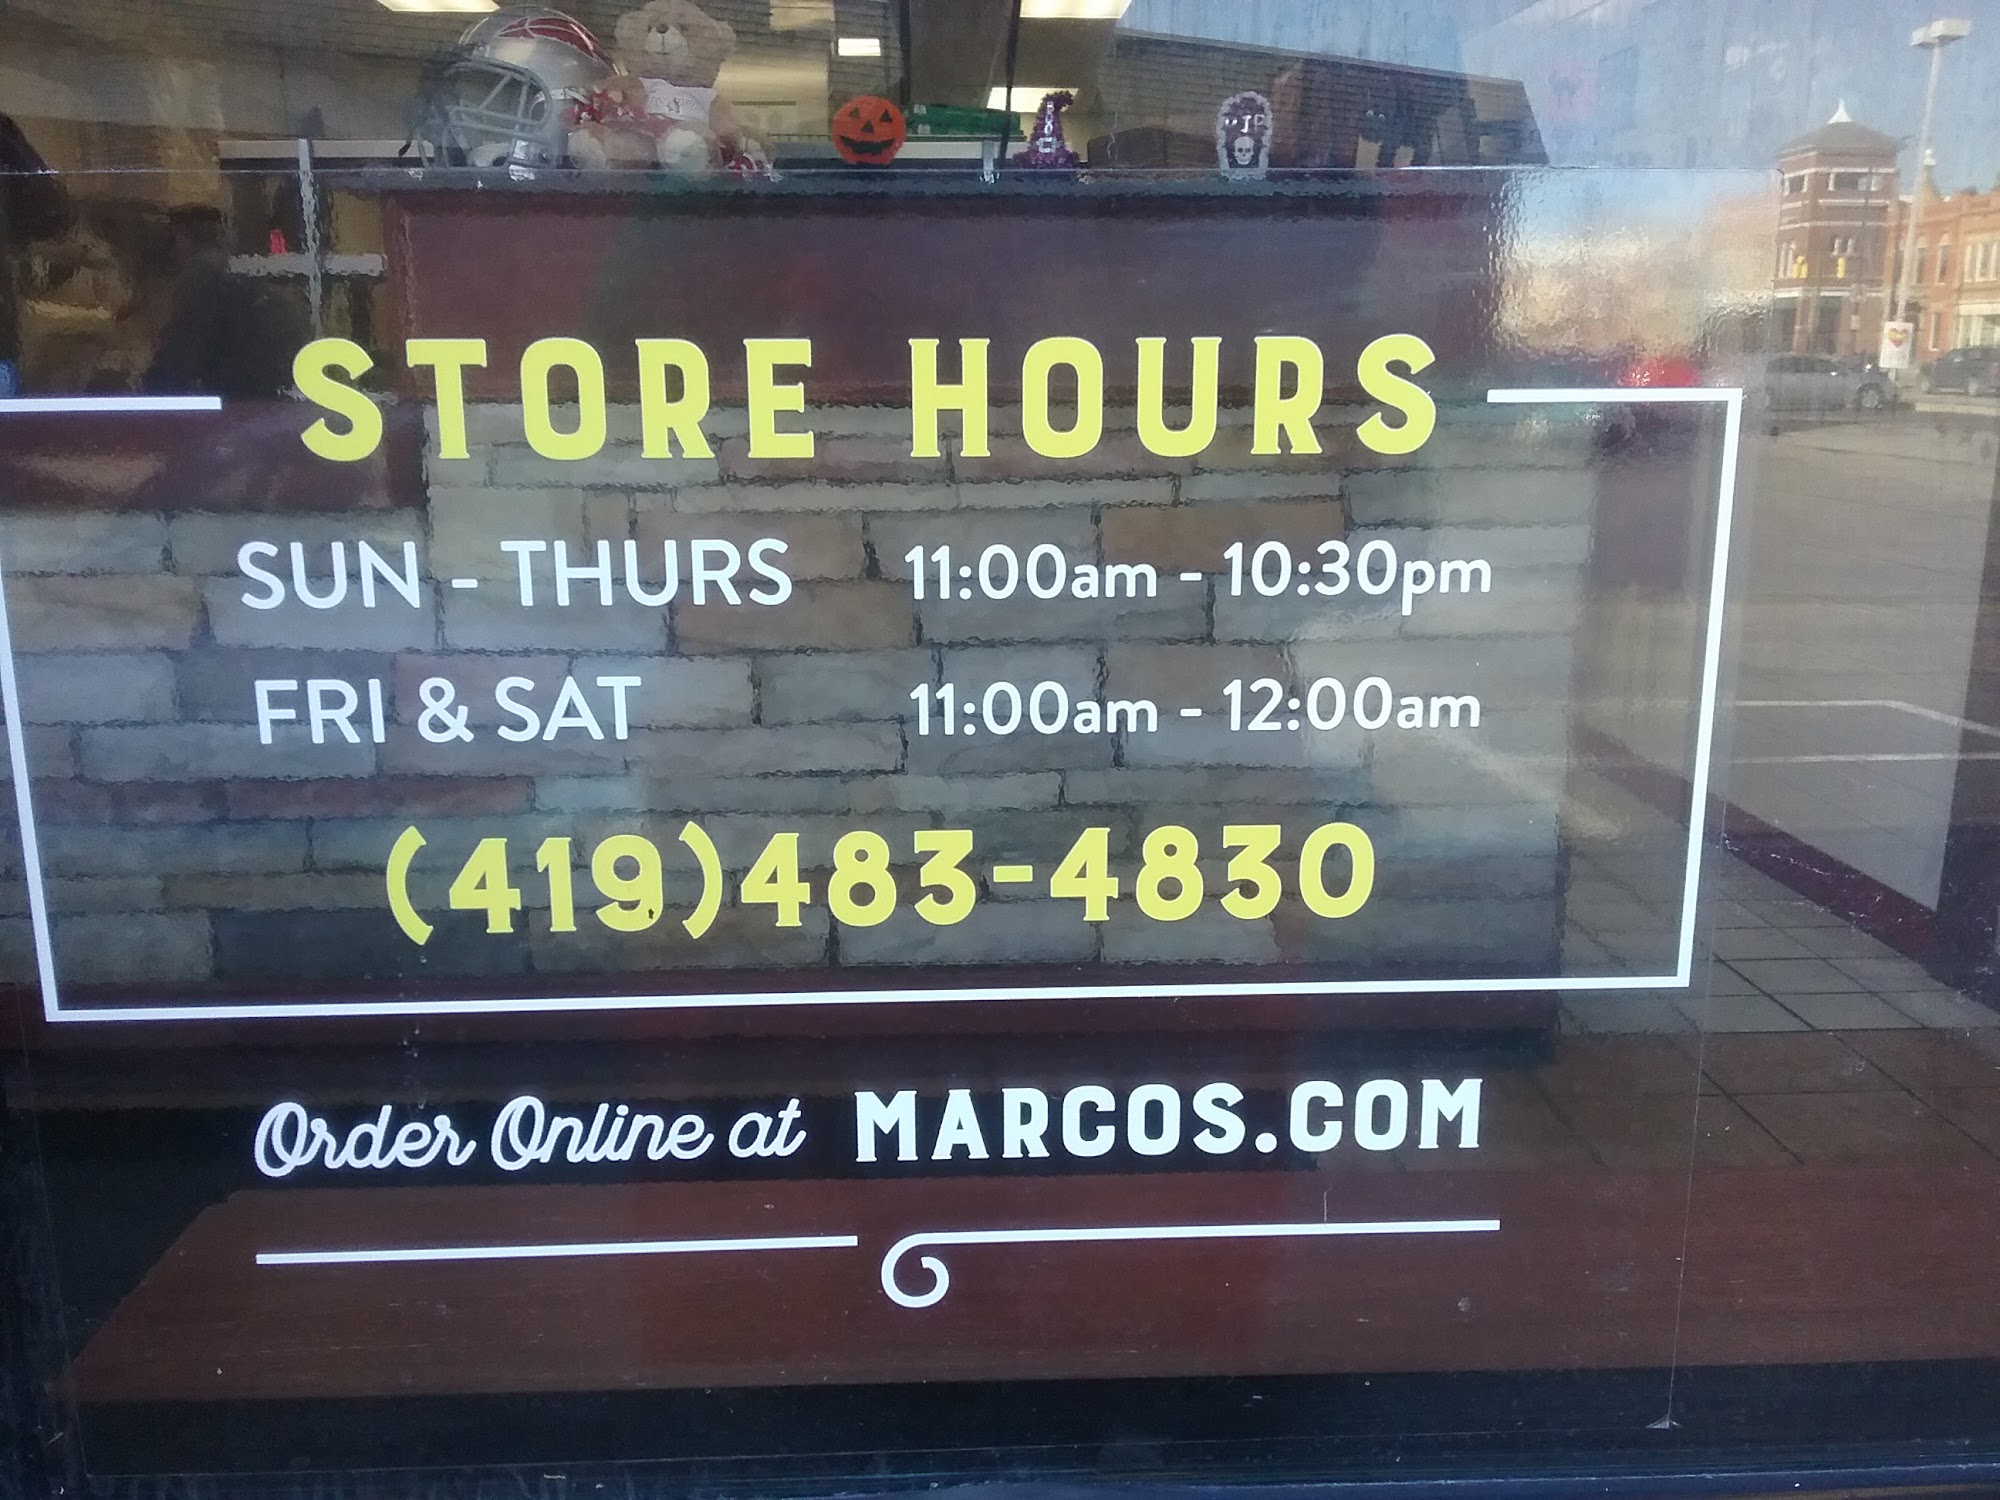 STORE HOURS
SUN - THURS 11:00am - 10:30pm
FRI & SAT 11:00am - 12:00am
(419)483-4830
Order Online at MARCOS.COM